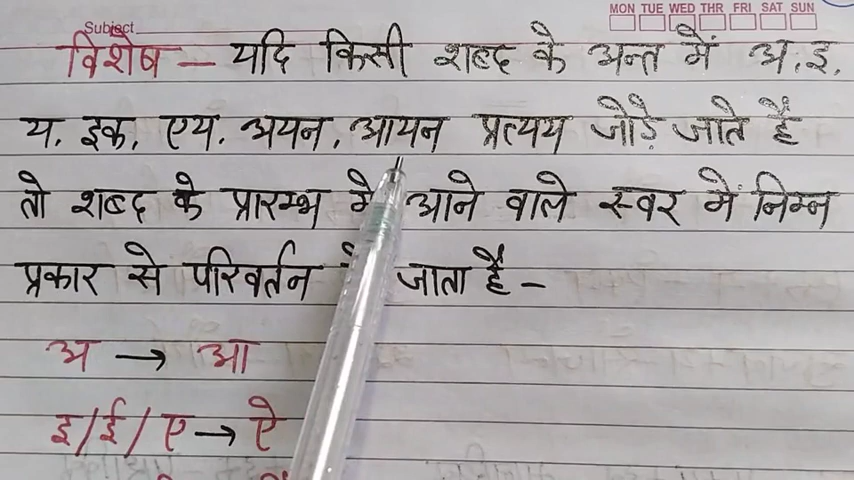 MON TUE WED THR FRI SAT SUN
Subject
विशेष — यदि किसी शब्द के अन्त में अ, इ,
य, इक, एय, अयन, आयन प्रत्यय जोड़ै जाते हैं
तो शब्द के प्रारम्भ मे आने वाले स्वर में निम्न
प्रकार से परिवर्तन जाता है –
अ → आ
इ/ई/ए → ऐ